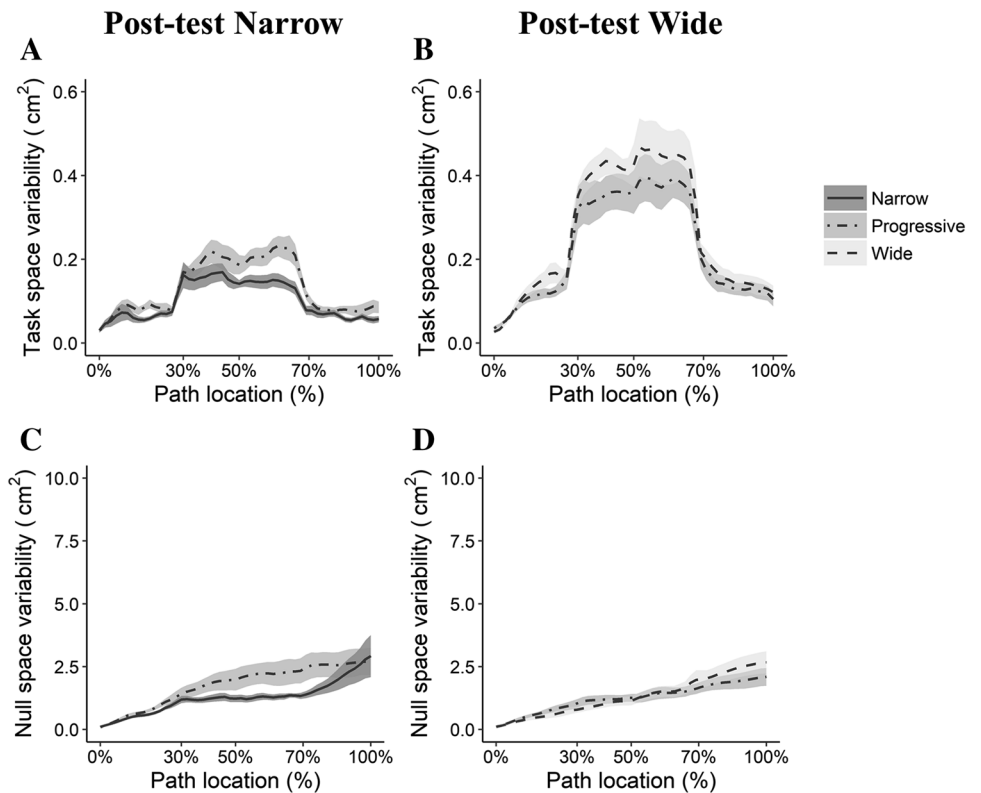 Post-test Narrow
Post-test Wide
A
B
Task space variability ( cm²)
0.6
0.4
0.2
0.0
0% 30% 50% 70% 100%
Path location (%)
Task space variability ( cm²)
0.6
0.4
0.2
0.0
0% 30% 50% 70% 100%
Path location (%)
Narrow
Progressive
Wide
C
D
Null space variability ( cm²)
10.0
7.5
5.0
2.5
0.0
0% 30% 50% 70% 100%
Path location (%)
Null space variability ( cm²)
10.0
7.5
5.0
2.5
0.0
0% 30% 50% 70% 100%
Path location (%)